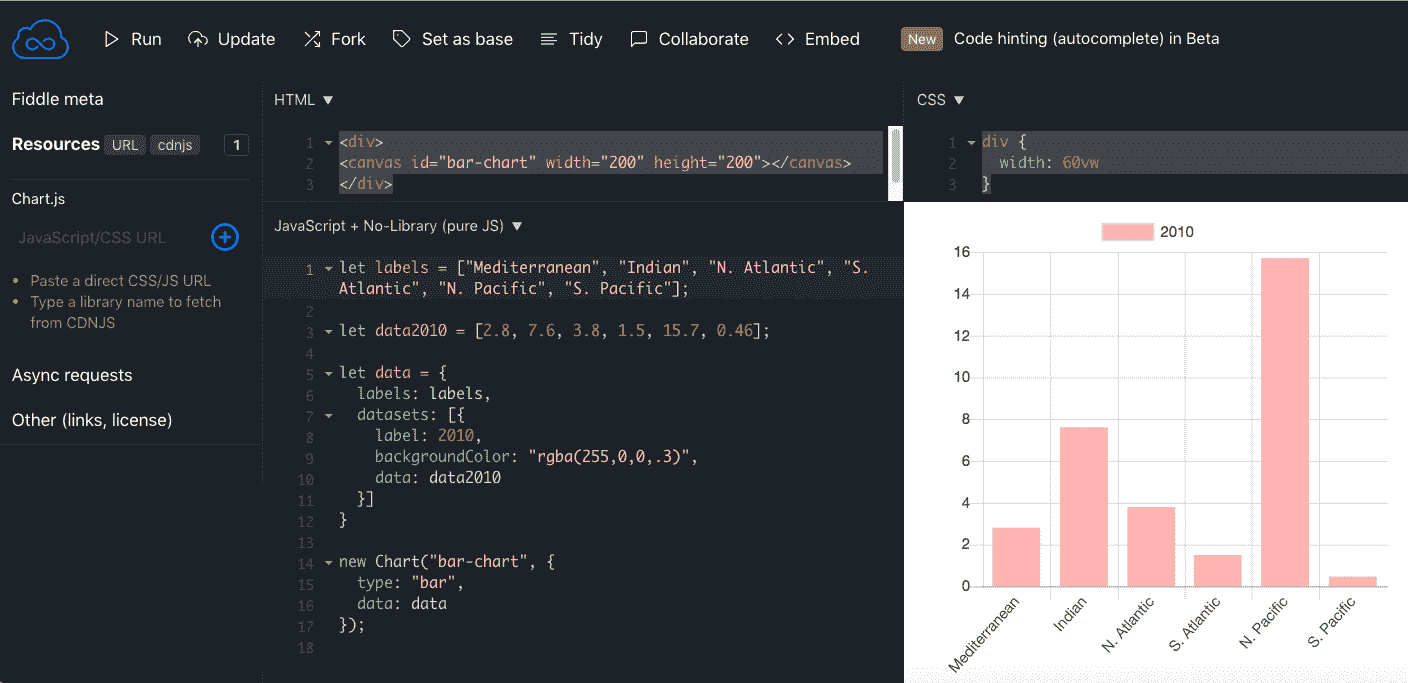 Run Update Fork Set as base Tidy Collaborate Embed New Code hinting (autocomplete) in Beta
Fiddle meta
Resources URL cdnjs 1
Chart.js
JavaScript/CSS URL
Paste a direct CSS/JS URL
Type a library name to fetch
from CDNJS
Async requests
Other (links, license)
HTML ▼
1 <div>
2 <canvas id="bar-chart" width="200" height="200"></canvas>
3 </div>
JavaScript + No-Library (pure JS) ▼
1 let labels = ["Mediterranean", "Indian", "N. Atlantic", "S.
Atlantic", "N. Pacific", "S. Pacific"];
2
3 let data2010 = [2.8, 7.6, 3.8, 1.5, 15.7, 0.46];
4
5 let data = {
6 labels: labels,
7 datasets: [{
8 label: 2010,
9 backgroundColor: "rgba(255,0,0,.3)",
10 data: data2010
11 }]
12 }
13
14 new Chart("bar-chart", {
15 type: "bar",
16 data: data
17 });
18
CSS ▼
1 div {
2 width: 60vw
3 }
2010
16
14
12
10
8
6
4
2
0
Mediterranean
Indian
N. Atlantic
S. Atlantic
N. Pacific
S. Pacific